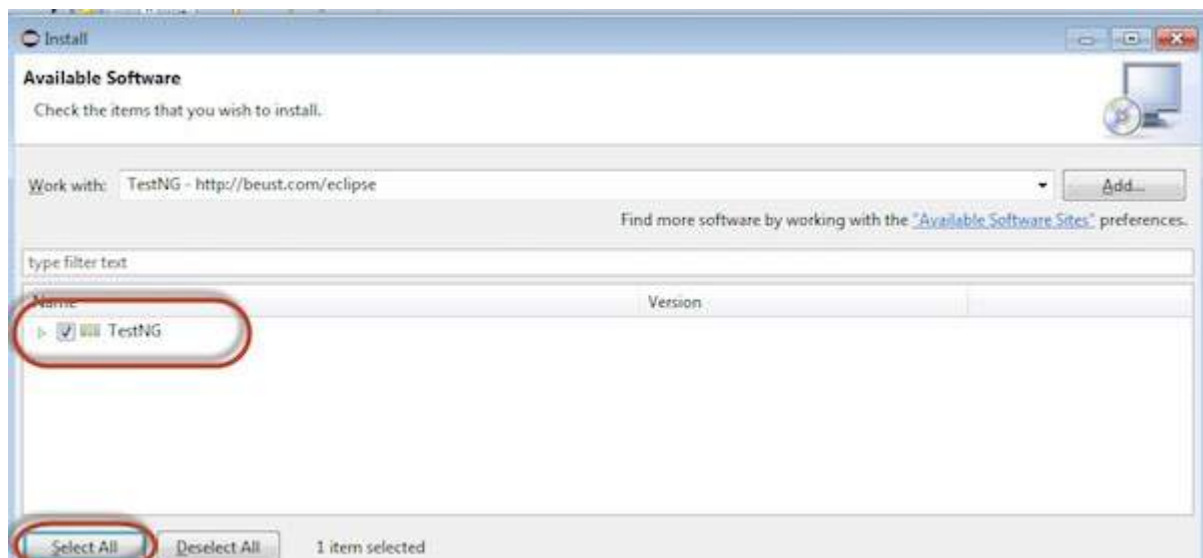 Install
Available Software
Check the items that you wish to install.
Work with: TestNG - http://beust.com/eclipse
Add...
Find more software by working with the "Available Software Sites" preferences.
type filter text
Name Version
TestNG
Select All Deselect All 1 item selected